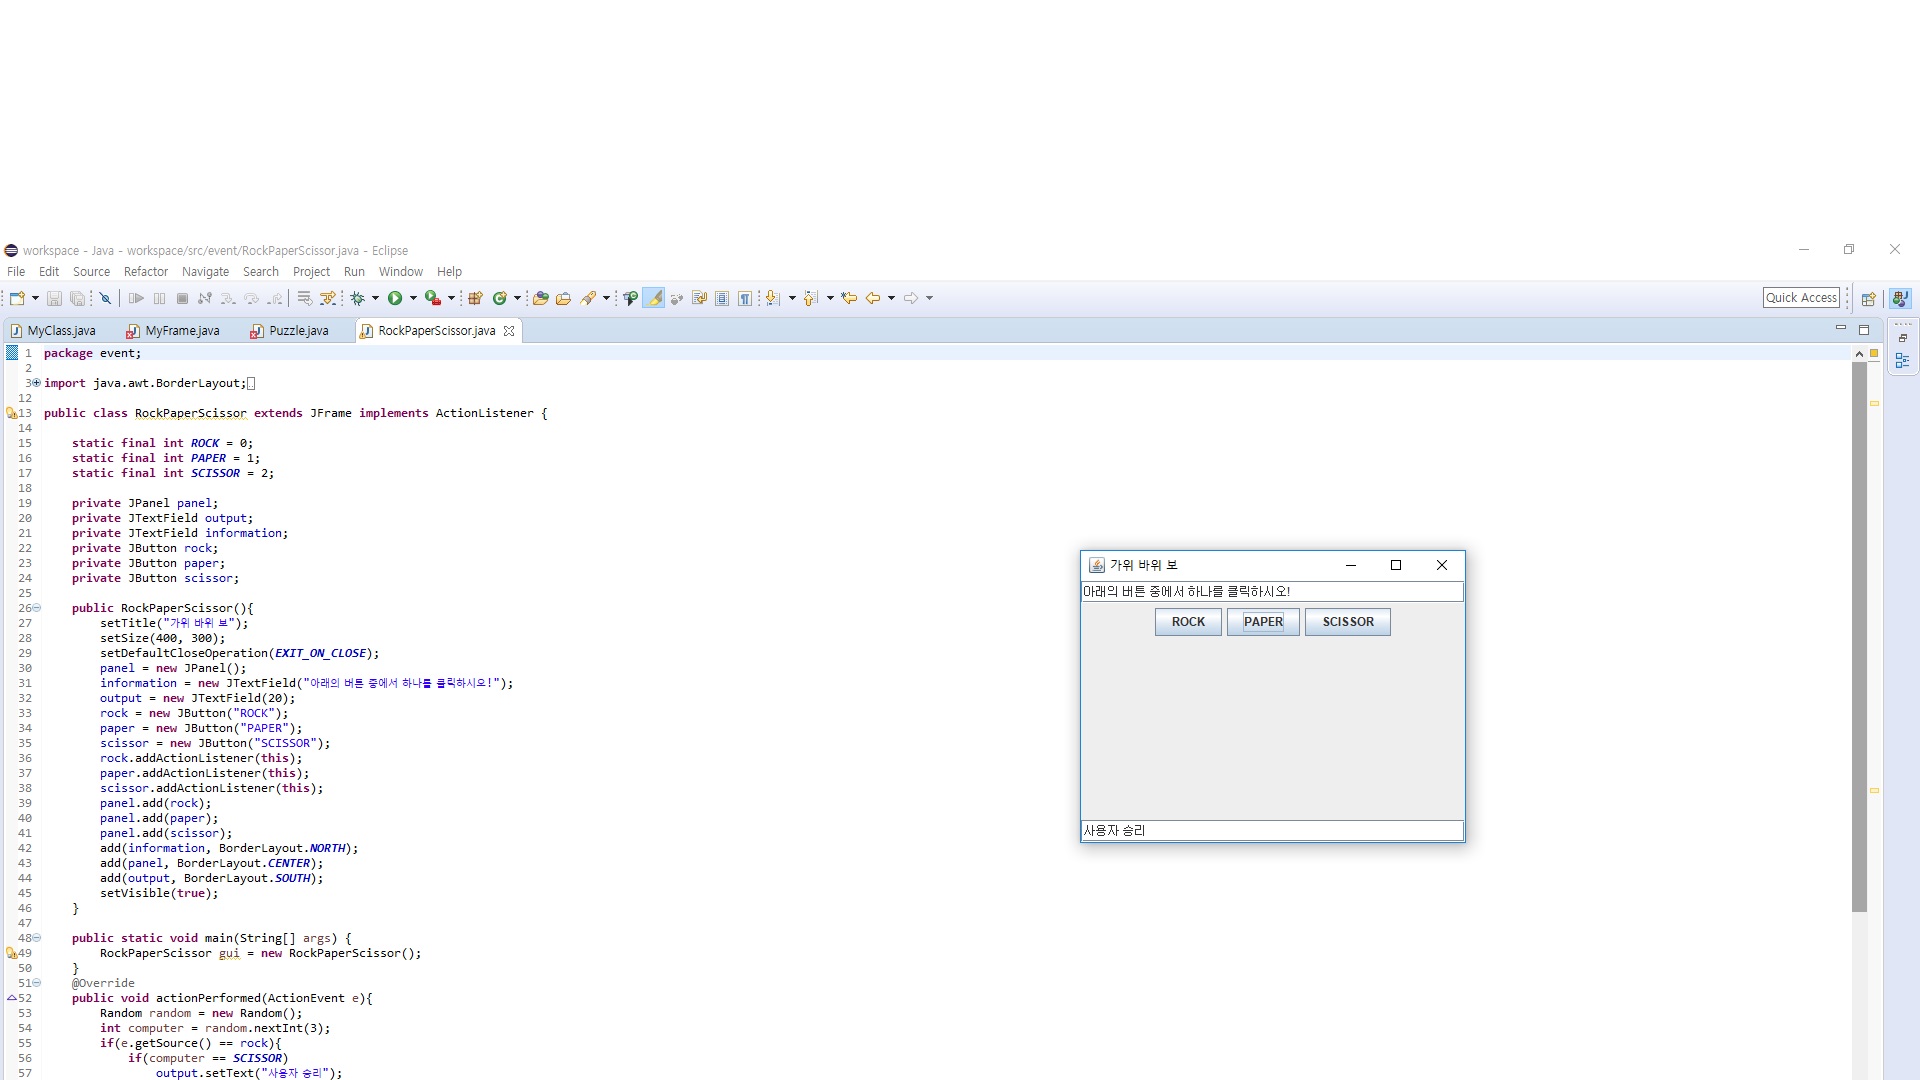 workspace - Java - workspace/src/event/RockPaperScissor.java - Eclipse
File Edit Source Refactor Navigate Search Project Run Window Help
Quick Access
MyClass.java MyFrame.java Puzzle.java RockPaperScissor.java
1 package event;
2
3 import java.awt.BorderLayout;
12
13 public class RockPaperScissor extends JFrame implements ActionListener {
14
15 static final int ROCK = 0;
16 static final int PAPER = 1;
17 static final int SCISSOR = 2;
18
19 private JPanel panel;
20 private JTextField output;
21 private JTextField information;
22 private JButton rock;
23 private JButton paper;
24 private JButton scissor;
25
26 public RockPaperScissor(){
27 setTitle("가위 바위 보");
28 setSize(400, 300);
29 setDefaultCloseOperation(EXIT_ON_CLOSE);
30 panel = new JPanel();
31 information = new JTextField("아래의 버튼 중에서 하나를 클릭하시오!");
32 output = new JTextField(20);
33 rock = new JButton("ROCK");
34 paper = new JButton("PAPER");
35 scissor = new JButton("SCISSOR");
36 rock.addActionListener(this);
37 paper.addActionListener(this);
38 scissor.addActionListener(this);
39 panel.add(rock);
40 panel.add(paper);
41 panel.add(scissor);
42 add(information, BorderLayout.NORTH);
43 add(panel, BorderLayout.CENTER);
44 add(output, BorderLayout.SOUTH);
45 setVisible(true);
46 }
47
48 public static void main(String[] args) {
49 RockPaperScissor gui = new RockPaperScissor();
50 }
51 @Override
52 public void actionPerformed(ActionEvent e){
53 Random random = new Random();
54 int computer = random.nextInt(3);
55 if(e.getSource() == rock){
56 if(computer == SCISSOR)
57 output.setText("사용자 승리");
가위 바위 보
아래의 버튼 중에서 하나를 클릭하시오!
ROCK PAPER SCISSOR
사용자 승리